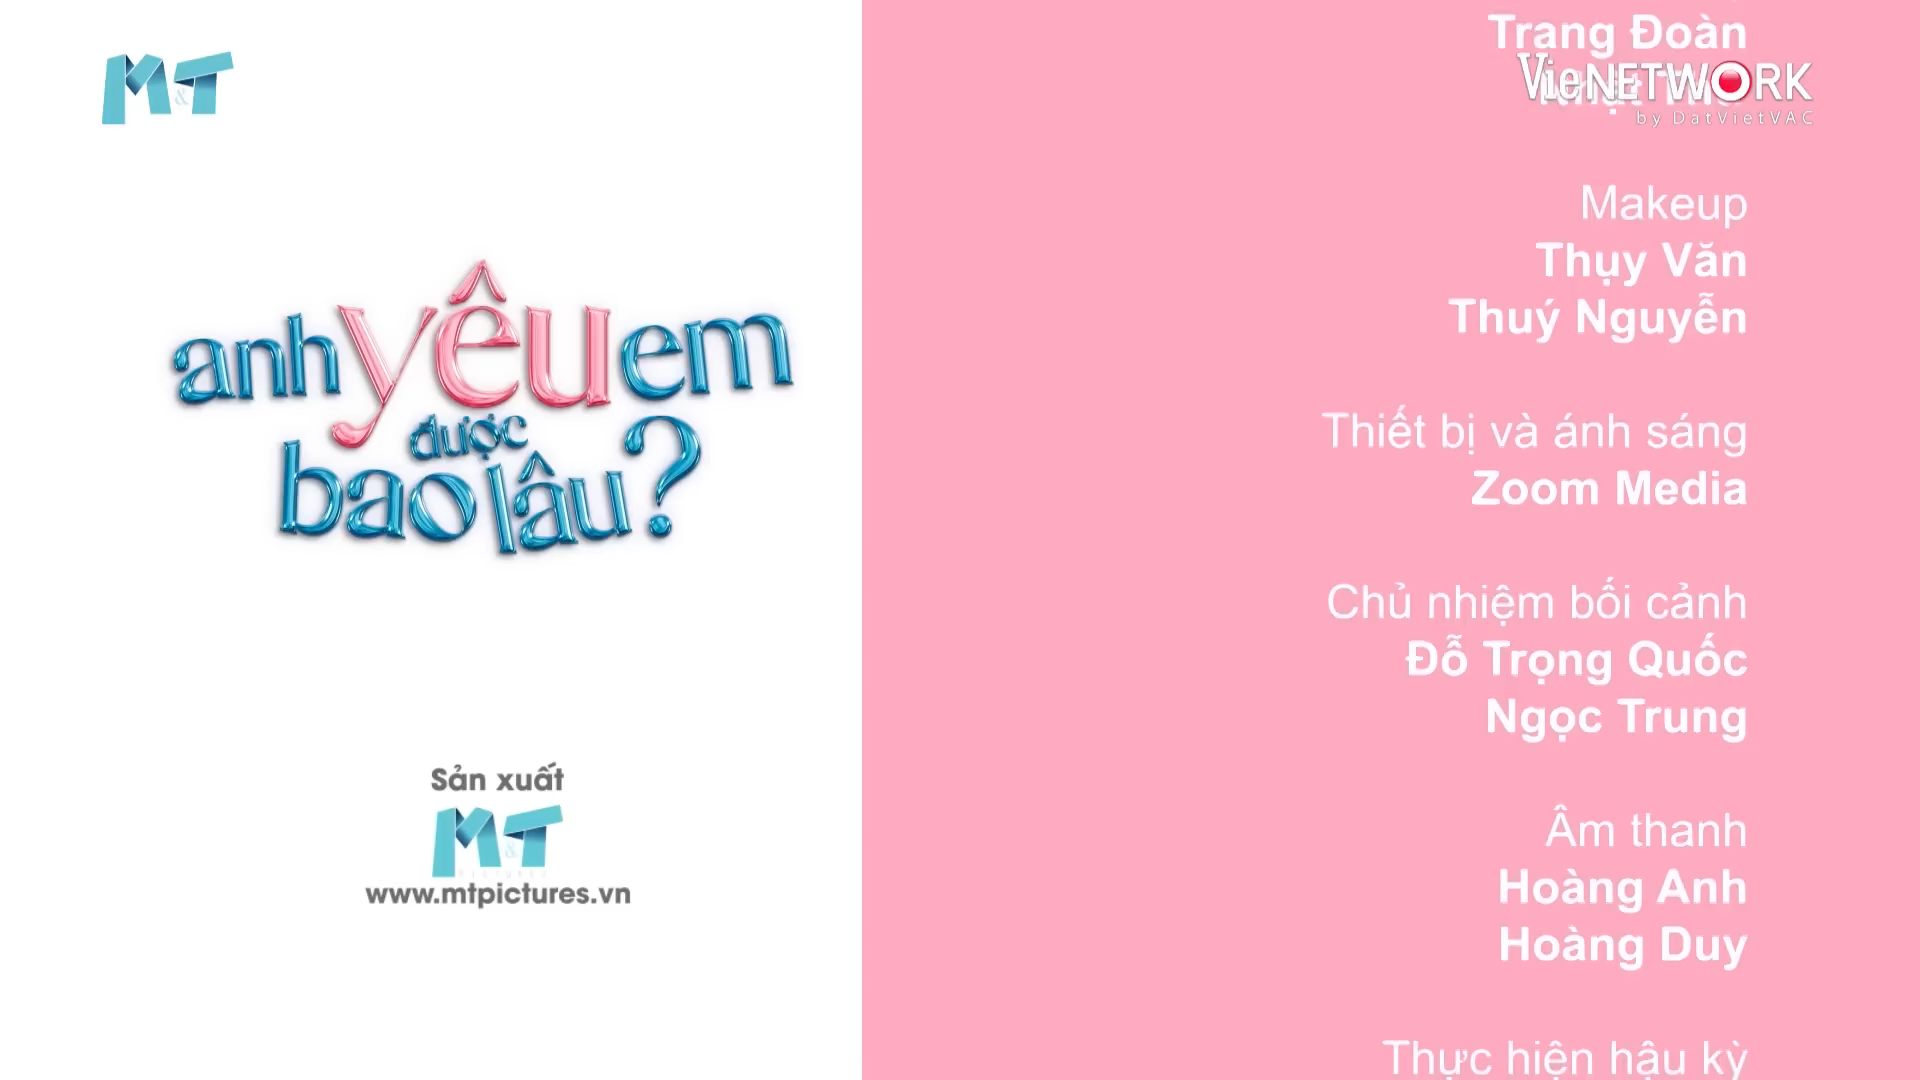 M&T
anh yêu em
được
bao lâu?
Sản xuất
M&T
www.mtpictures.vn
Trang Đoàn
VieNETWORK
by DatVietVAC
Makeup
Thụy Văn
Thuý Nguyễn
Thiết bị và ánh sáng
Zoom Media
Chủ nhiệm bối cảnh
Đỗ Trọng Quốc
Ngọc Trung
Âm thanh
Hoàng Anh
Hoàng Duy
Thực hiện hậu kỳ